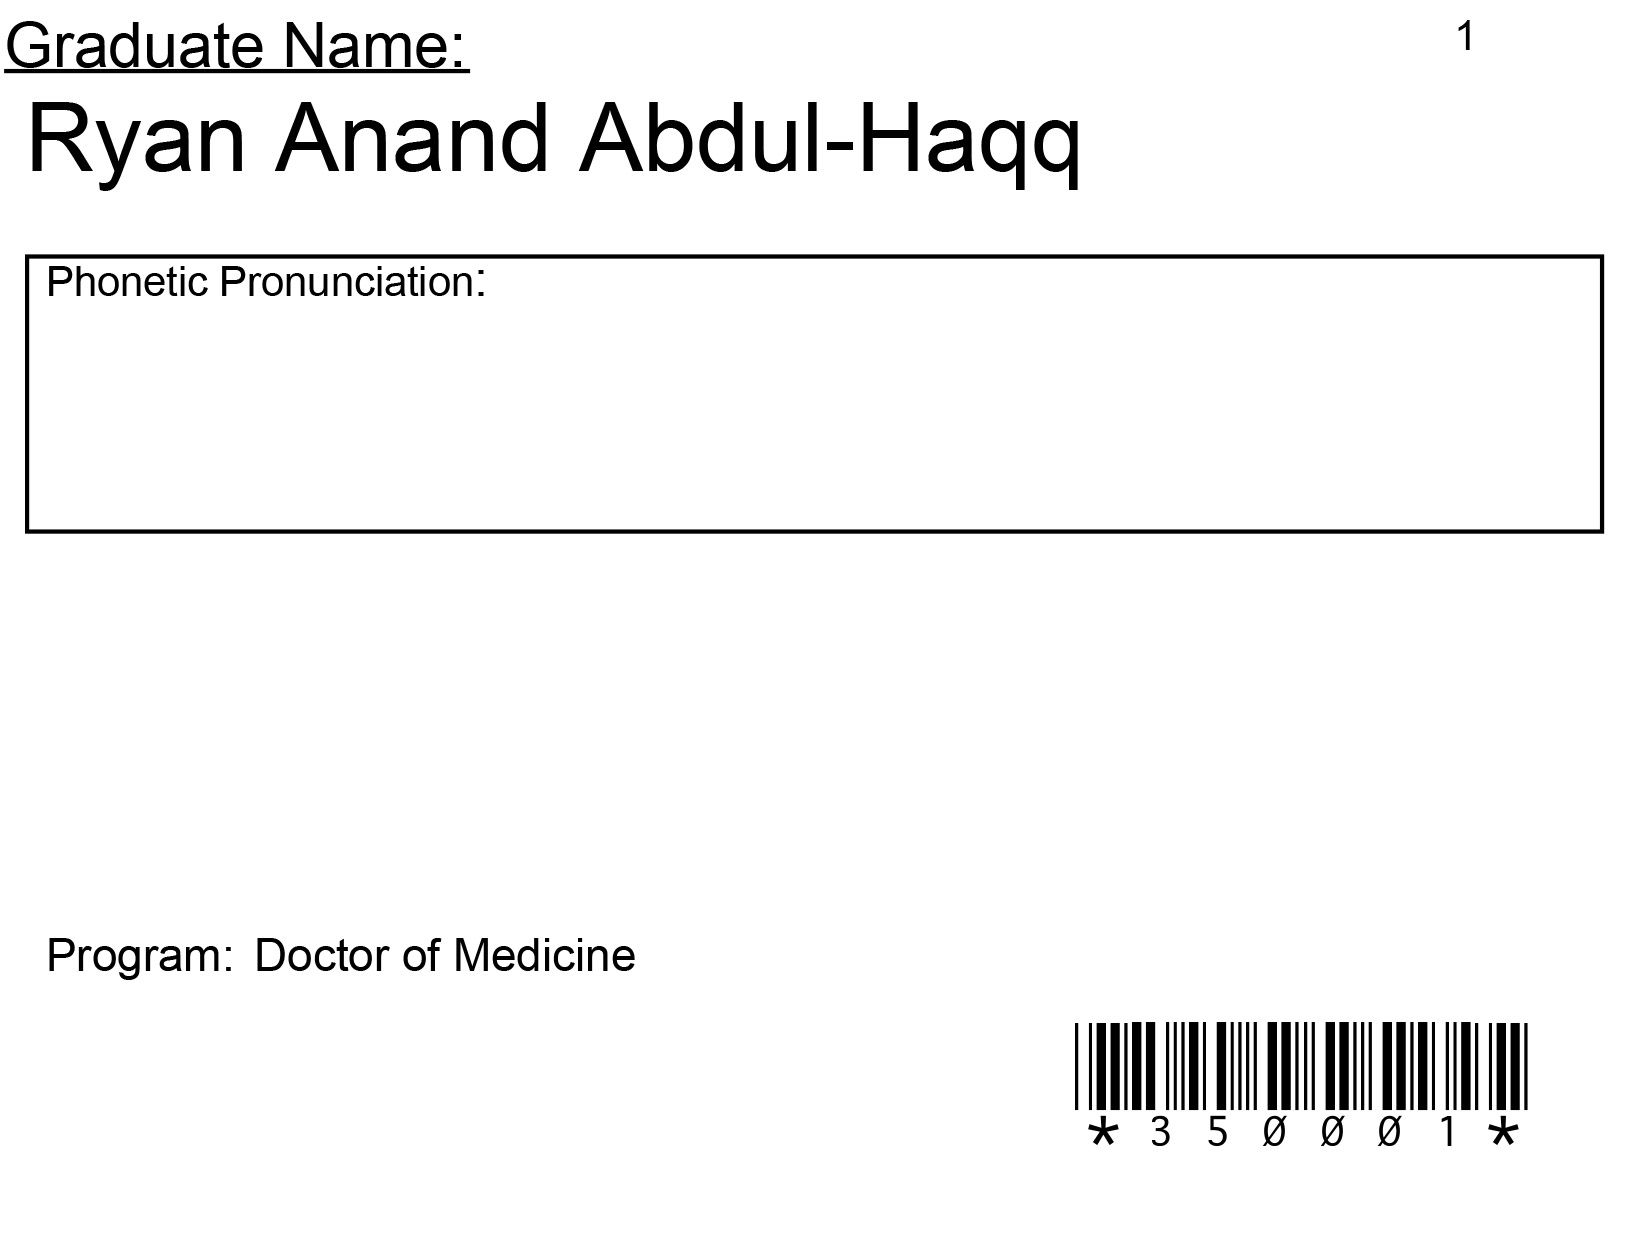 Graduate Name:
1
Ryan Anand Abdul-Haqq
Phonetic Pronunciation:
Program: Doctor of Medicine
*350001*